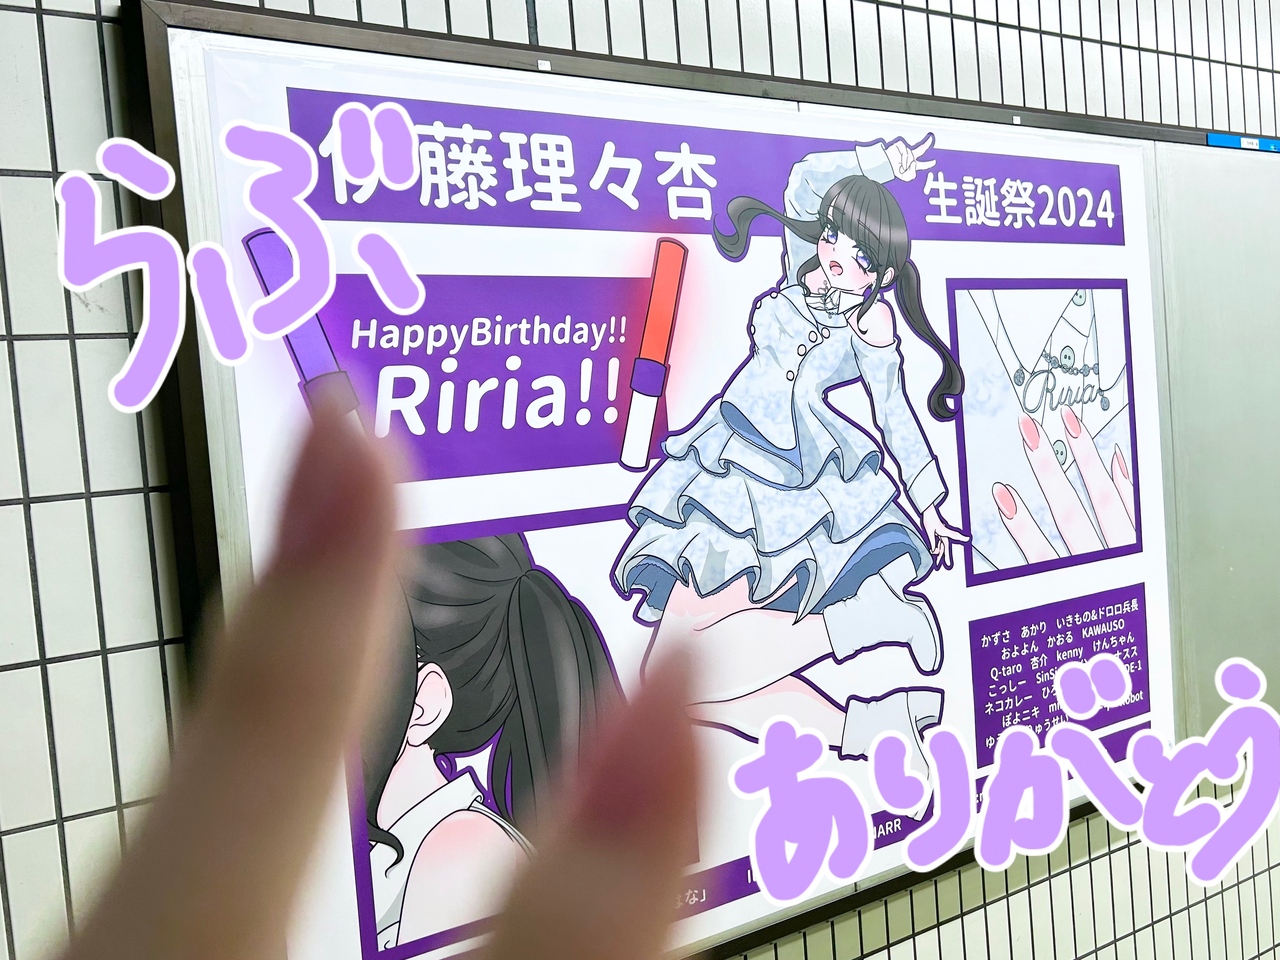 らぶ、
伊藤理々杏
生誕祭2024
HappyBirthday!!
Riria!!
Riria
かずさ あかり いきもの&ドロロ兵長
およよん かおる KAWAUSO
Q-taro 杏介 kenny けんちゃん
こっしー
ネコカレー
ぽよニキ
ありがとう